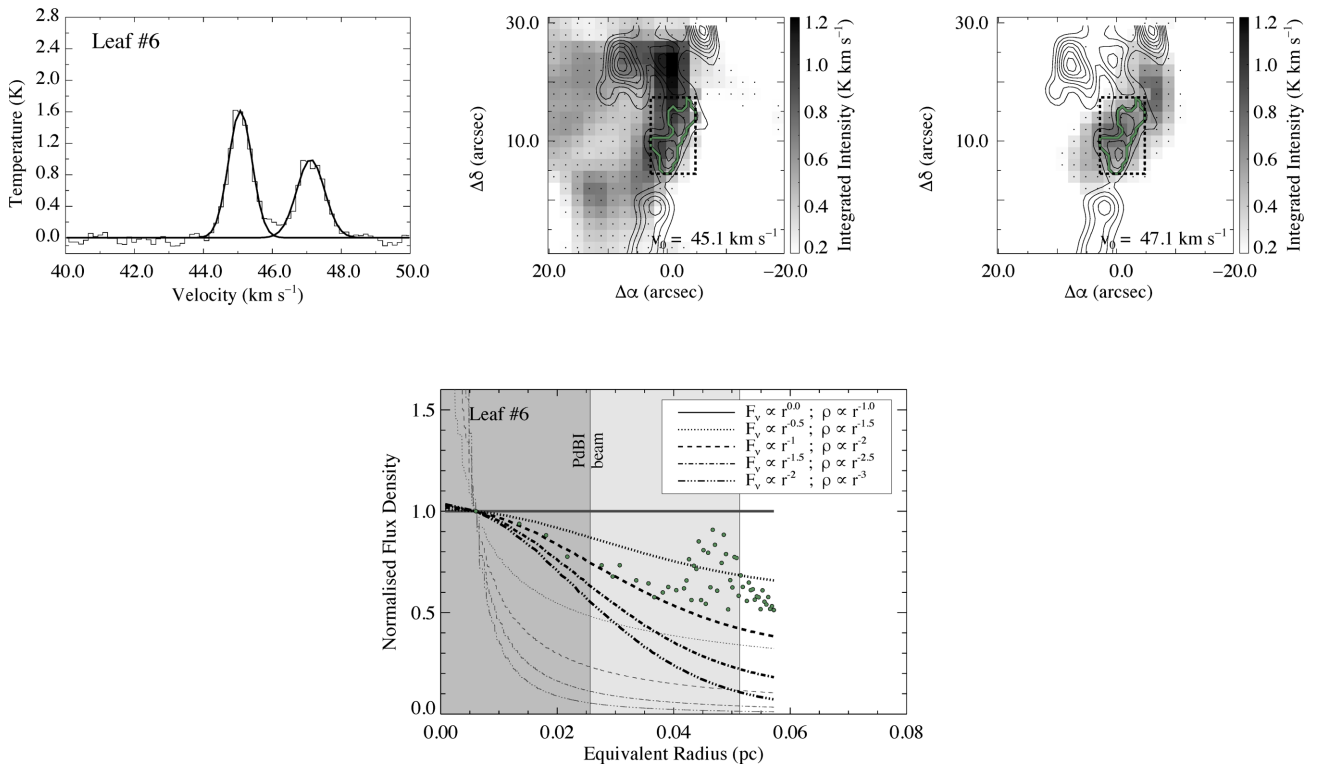 Leaf #6
Temperature (K)
2.8
2.4
2.0
1.6
1.2
0.8
0.4
0.0
40.0 42.0 44.0 46.0 48.0 50.0
Velocity (km s⁻¹)
30.0
10.0
Δδ (arcsec)
v₀ = 45.1 km s⁻¹
20.0 0.0 −20.0
Δα (arcsec)
1.2
1.0
0.8
0.6
0.4
0.2
Integrated Intensity (K km s⁻¹)
30.0
10.0
Δδ (arcsec)
v₀ = 47.1 km s⁻¹
20.0 0.0 −20.0
Δα (arcsec)
1.2
1.0
0.8
0.6
0.4
0.2
Integrated Intensity (K km s⁻¹)
Leaf #6
PdBI
beam
F_ν ∝ r^0.0 ; ρ ∝ r^-1.0
F_ν ∝ r^-0.5 ; ρ ∝ r^-1.5
F_ν ∝ r^-1 ; ρ ∝ r^-2
F_ν ∝ r^-1.5 ; ρ ∝ r^-2.5
F_ν ∝ r^-2 ; ρ ∝ r^-3
Normalised Flux Density
1.5
1.0
0.5
0.0
0.00 0.02 0.04 0.06 0.08
Equivalent Radius (pc)